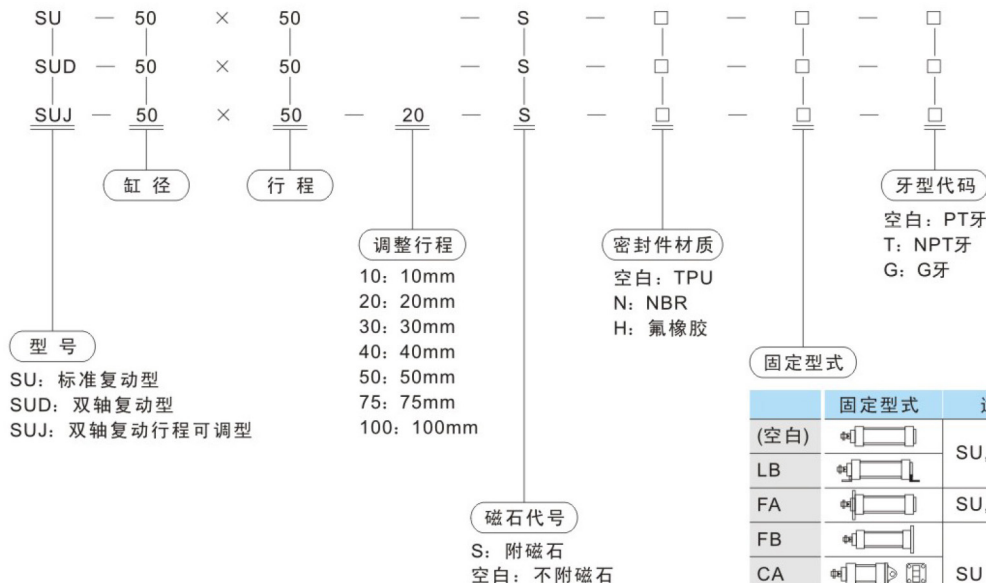 SU — 50 × 50 — S — □ — □ — □
SUD — 50 × 50 — S — □ — □ — □
SUJ — 50 × 50 — 20 — S — □ — □ — □
缸 径
行 程
牙型代码
空白：PT牙
T：NPT牙
G：G牙
调整行程
10：10mm
20：20mm
30：30mm
40：40mm
50：50mm
75：75mm
100：100mm
密封件材质
空白：TPU
N：NBR
H：氟橡胶
型 号
SU：标准复动型
SUD：双轴复动型
SUJ：双轴复动行程可调型
固定型式
固定型式
(空白)
SU
LB
FA SU
FB
CA SU
磁石代号
S：附磁石
空白：不附磁石